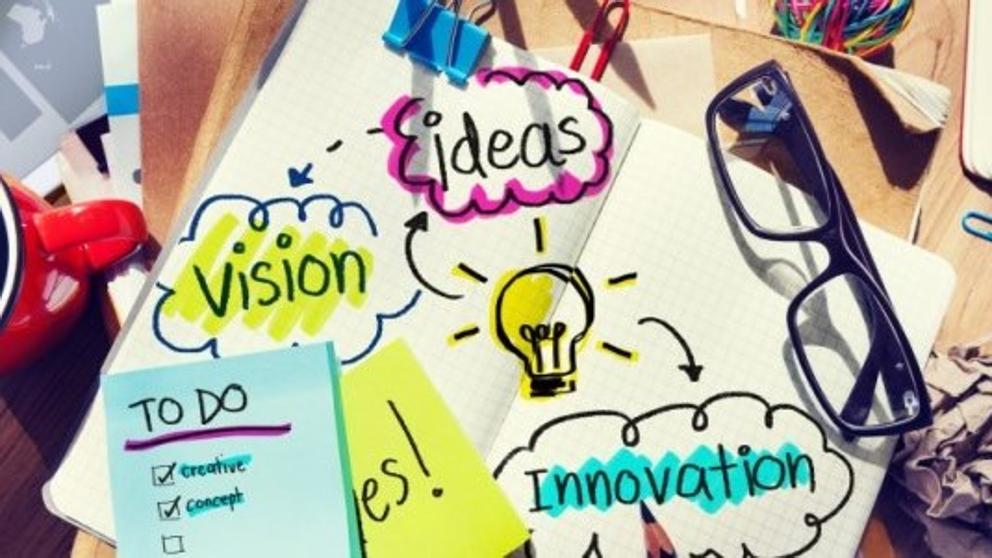 ideas
vision
TO DO
creative
concept
es!
Innovation